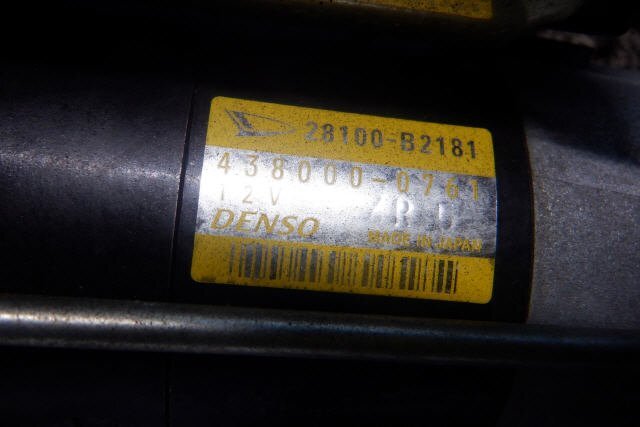 28100-B2181
438000-0761
12V
DENSO
MADE IN JAPAN